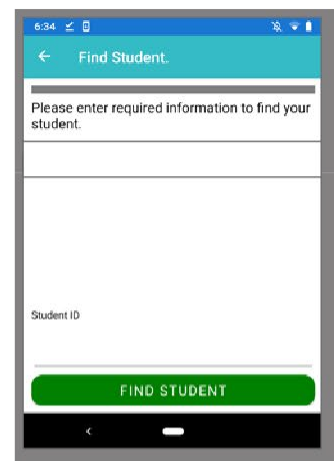 6:34
Find Student.
Please enter required information to find your
student.
Student ID
FIND STUDENT